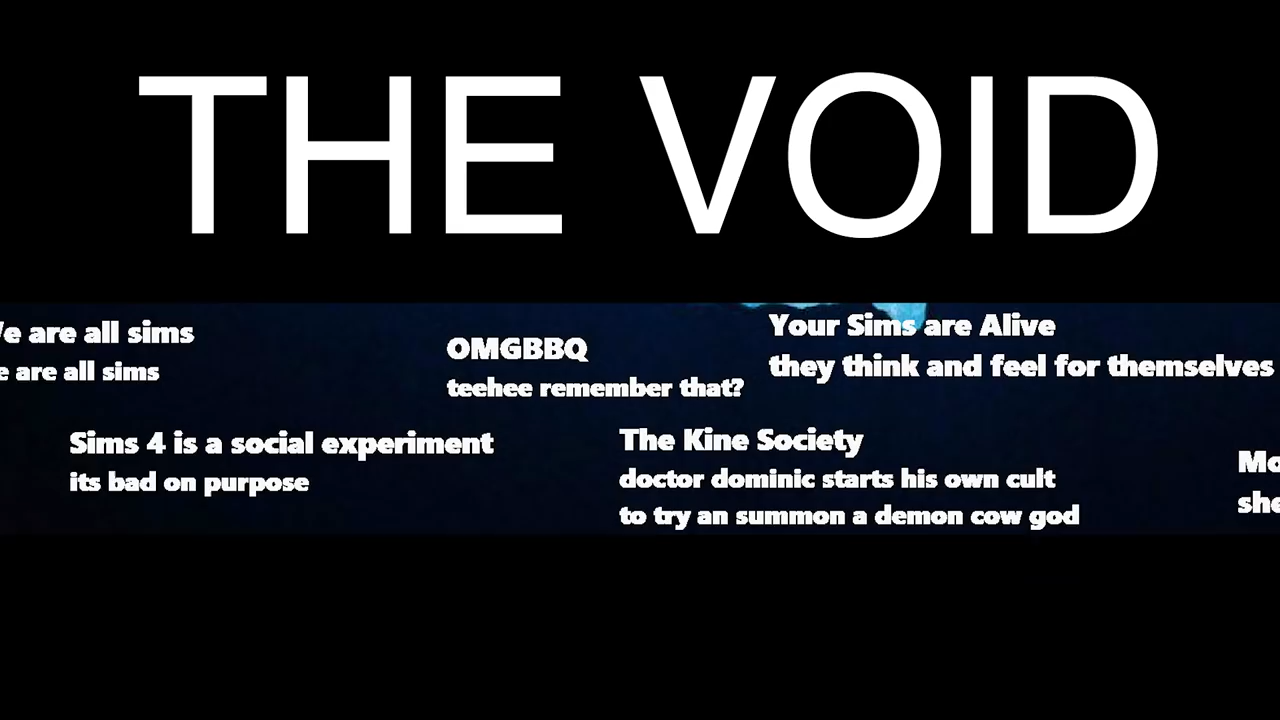 THE VOID
are all sims
are all sims
OMGBBQ
teehee remember that?
Your Sims are Alive
they think and feel for themselves
Sims 4 is a social experiment
its bad on purpose
The Kine Society
doctor dominic starts his own cult
to try an summon a demon cow god